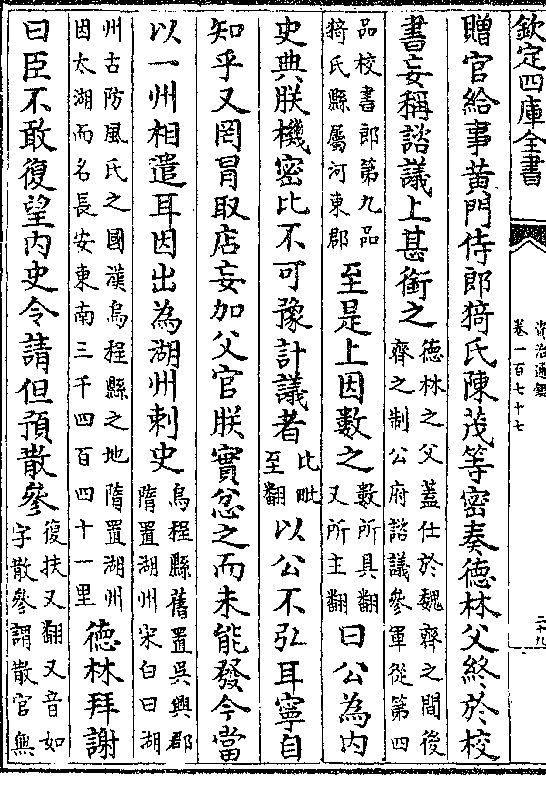 欽定四庫全書
資治通鑑
卷一百七十七
二十九
贈官給事黄門侍郎猗氏陳茂等密奏德林父終於校
書妄稱諮議上甚銜之
德林之父蓋仕於魏齊之間後
齊之制公府諮議參軍從第四
品校書郎第九品
猗氏縣屬河東郡
至是上因數之
數所具翻
又所主翻
曰公為内
史典朕機密比不可豫計議者
比毗
至翻
以公不弘耳寧自
知乎又罔冒取店妄加父官朕實忿之而未能發今當
以一州相遣耳因出為湖州刺史
烏程縣舊置吳興郡
隋置湖州宋白曰湖
州古防風氏之國漢烏程縣之地隋置湖州
因太湖而名長安東南三千四百四十一里
德林拜謝
曰臣不敢復望内史令請但預散參
復扶又翻又音如
字散參謂散官無